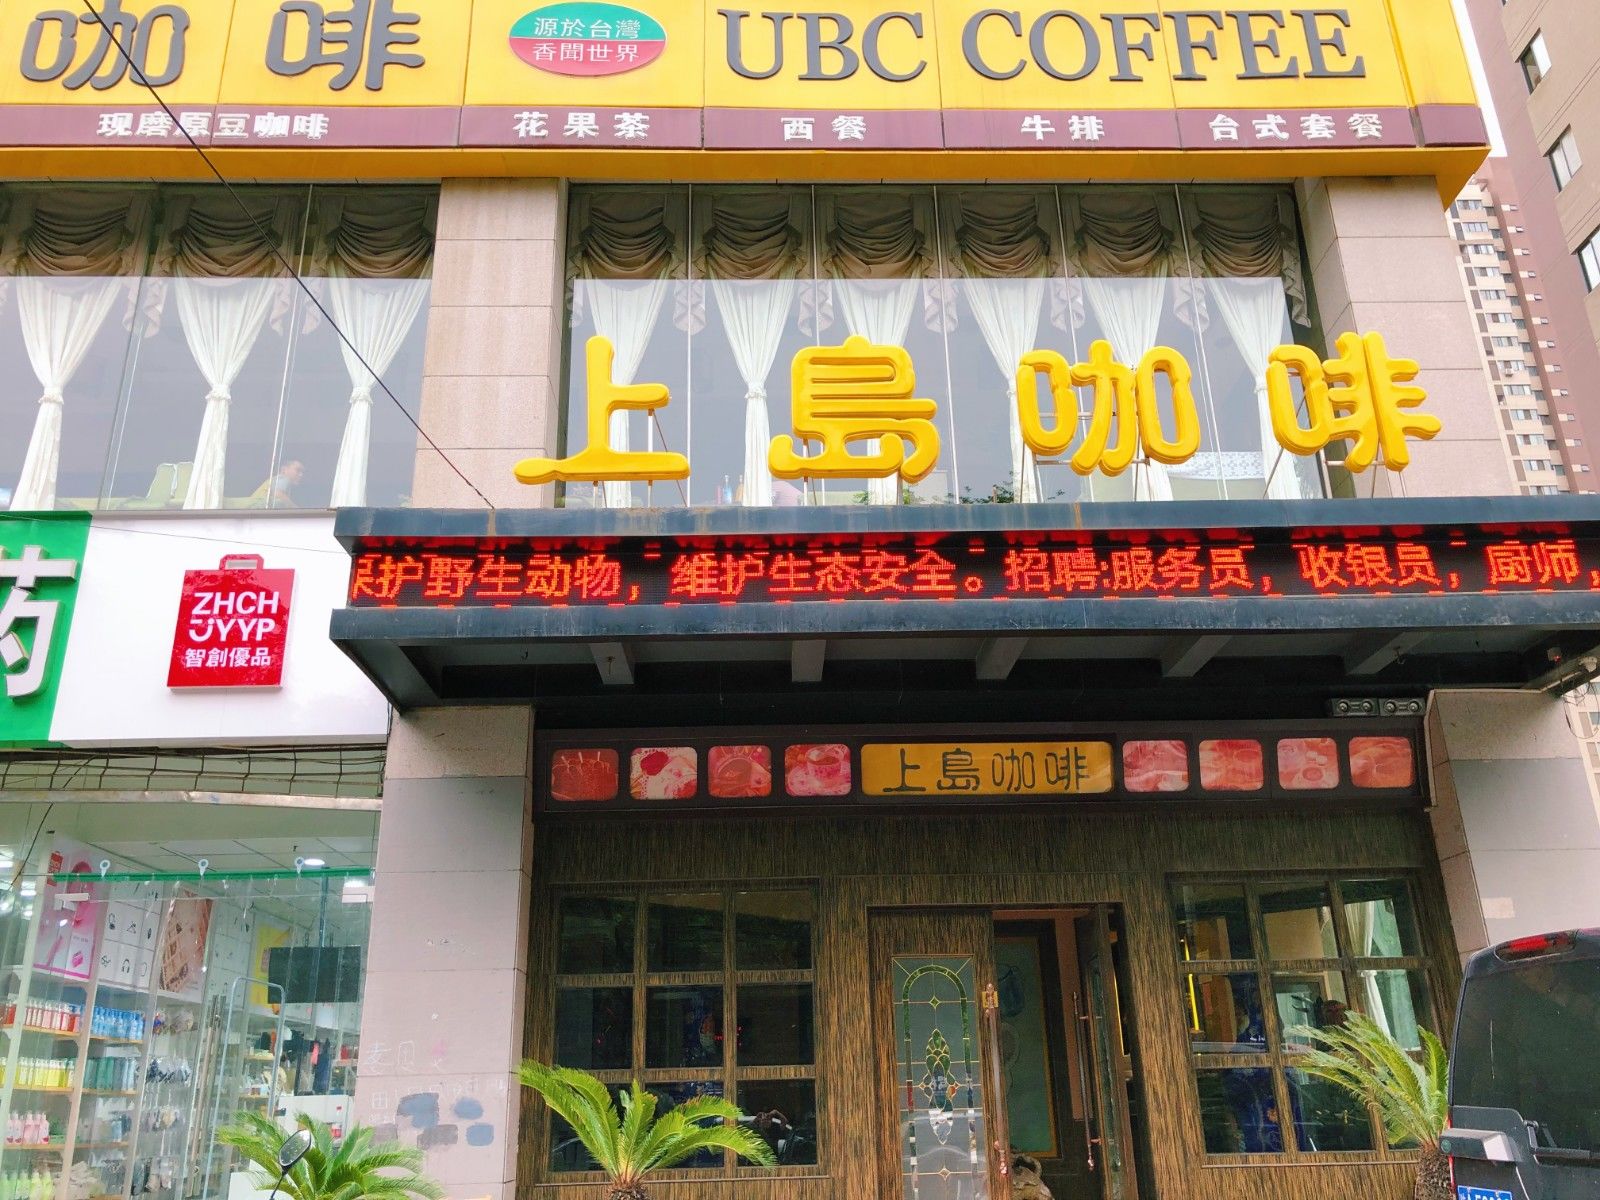 咖啡
源於台灣
香聞世界
UBC COFFEE
现磨原豆咖啡
花果茶
西餐
牛排
台式套餐
上島咖啡
保护野生动物，维护生态安全。招聘:服务员，收银员，厨师，
药
ZHCH
UYYP
智創優品
上島咖啡